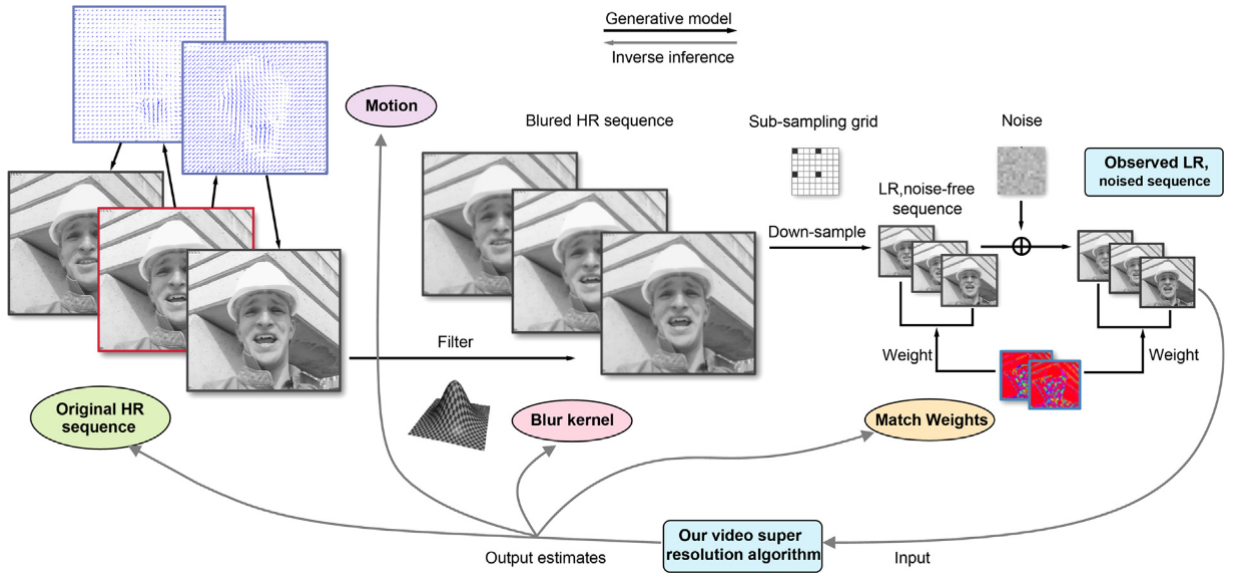 Generative model
Inverse inference
Motion
Blured HR sequence
Sub-sampling grid
Noise
Observed LR,
noised sequence
LR,noise-free
sequence
Down-sample
Filter
Weight
Weight
Original HR
sequence
Blur kernel
Match Weights
Our video super
resolution algorithm
Output estimates
Input